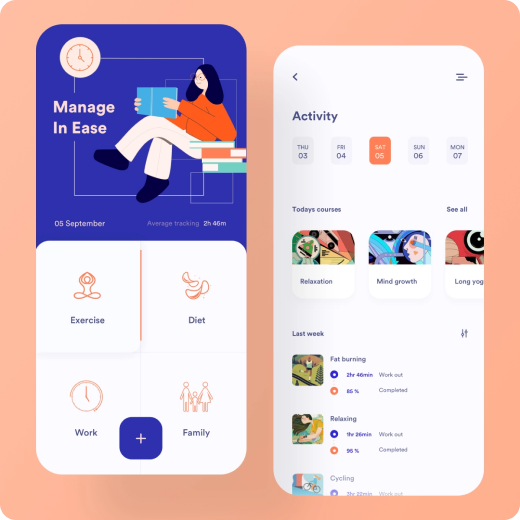 Manage
In Ease
05 September
Average tracking 2h 46m
Exercise
Diet
Work
Family
+
Activity
THU
03
FRI
04
SAT
05
SUN
06
MON
07
Todays courses
See all
Relaxation
Mind growth
Long yog
Last week
Fat burning
2hr 46min Work out
85 % Completed
Relaxing
1hr 26min Work out
95 % Completed
Cycling
3hr 22min Work out